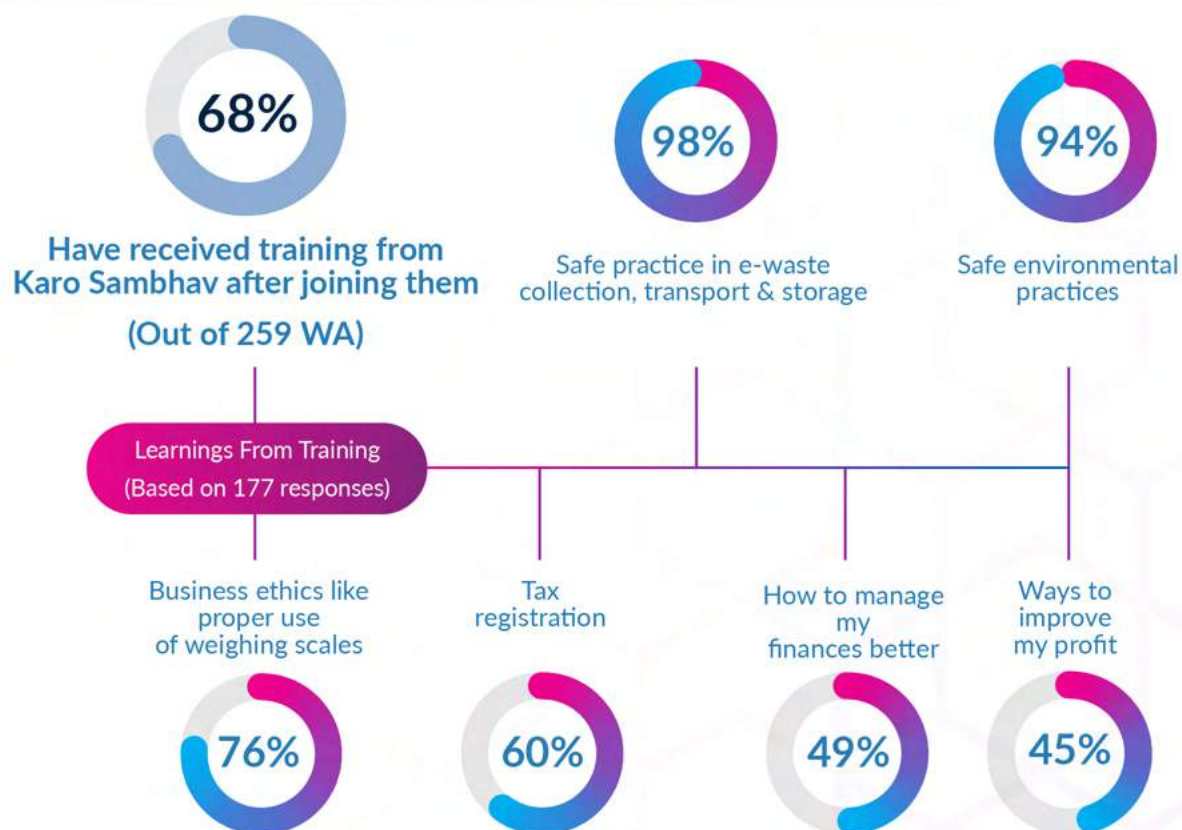 68%
Have received training from
Karo Sambhav after joining them
(Out of 259 WA)
98%
Safe practice in e-waste
collection, transport & storage
94%
Safe environmental
practices
Learnings From Training
(Based on 177 responses)
Business ethics like
proper use
of weighing scales
76%
Tax
registration
60%
How to manage
my
finances better
49%
Ways to
improve
my profit
45%